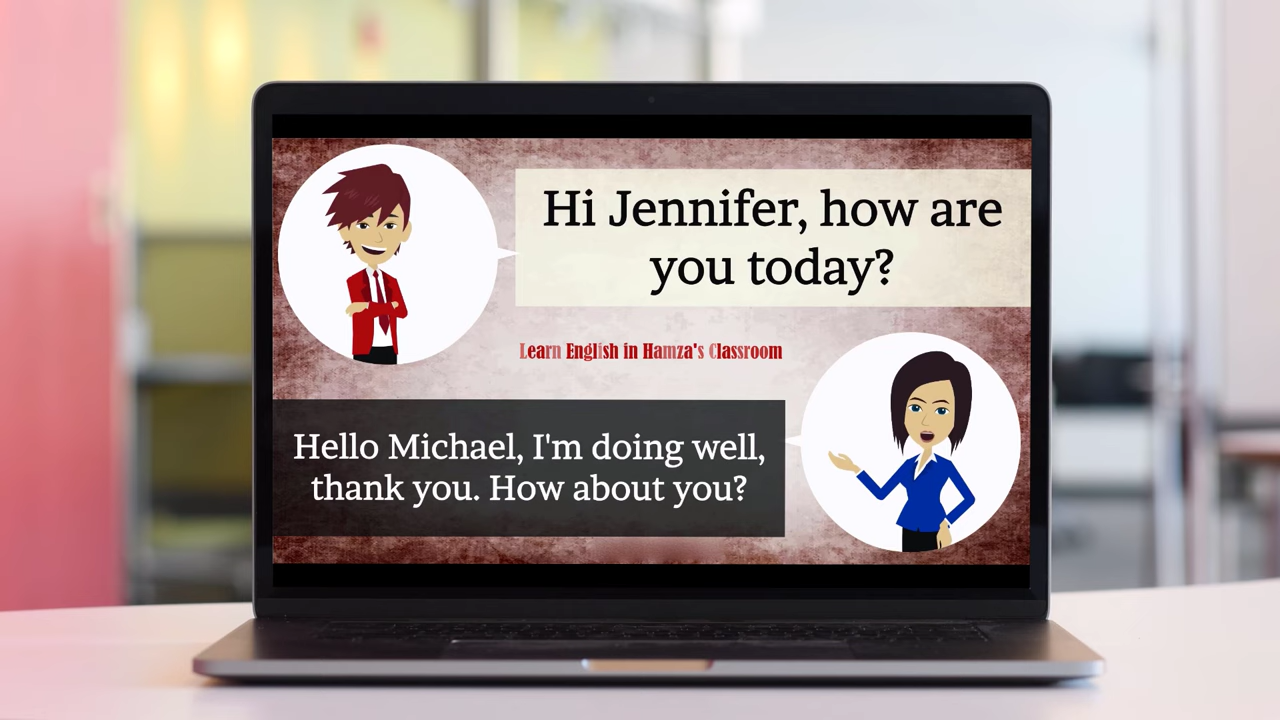 Hi Jennifer, how are
you today?
Learn English in Hamza's Classroom
Hello Michael, I'm doing well,
thank you. How about you?